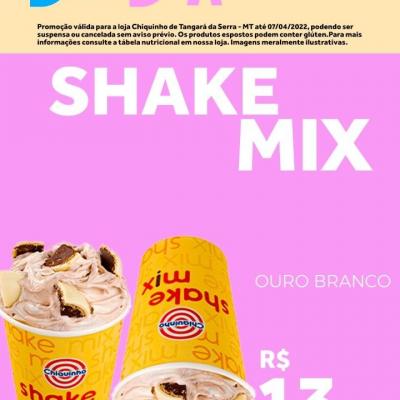 Promoção válida para a loja Chiquinho de Tangará da Serra - MT até 07/04/2022, podendo ser
suspensa ou cancelada sem aviso prévio. Os produtos espostos podem conter glúten.Para mais
informações consulte a tábela nutricional em nossa loja. Imagens meralmente ilustrativas.
SHAKE
MIX
OURO BRANCO
shake
mix
Chiquinho
Chiquinho
shake
R$
13